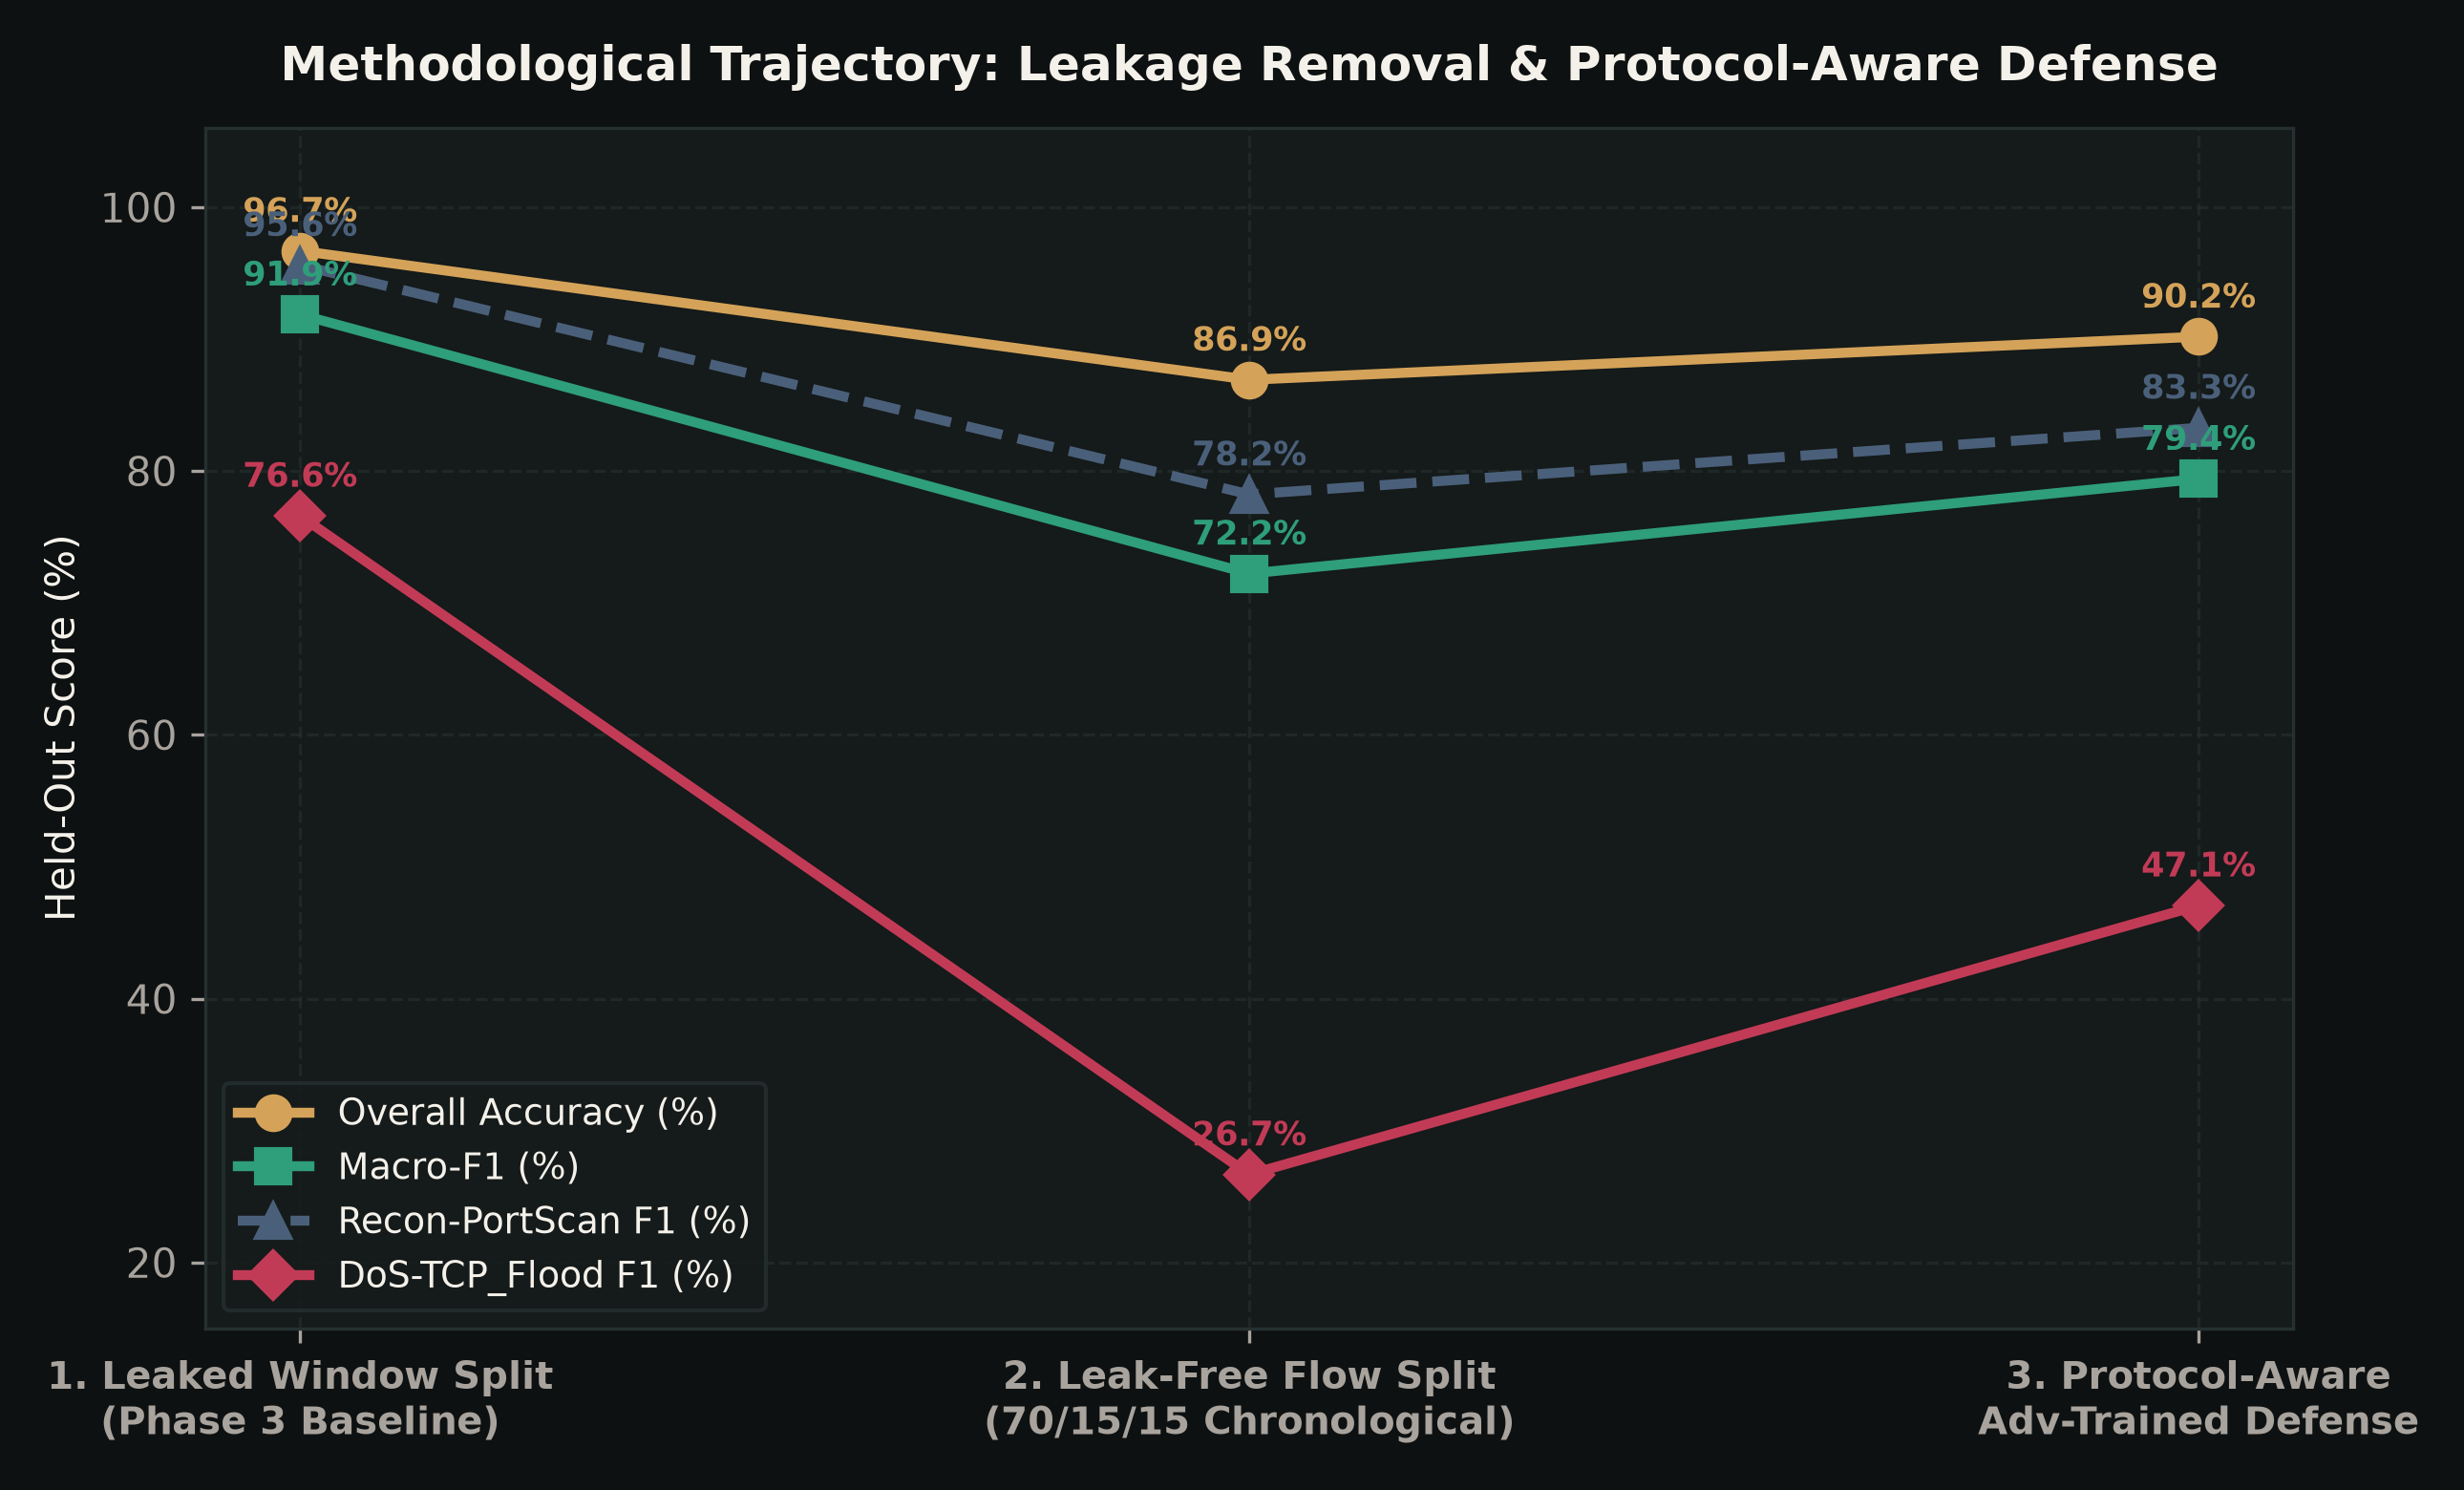 Methodological Trajectory: Leakage Removal & Protocol-Aware Defense
Held-Out Score (%)
100
80
60
40
20
96.7%
95.6%
91.9%
76.6%
86.9%
78.2%
72.2%
26.7%
90.2%
83.3%
79.4%
47.1%
Overall Accuracy (%)
Macro-F1 (%)
Recon-PortScan F1 (%)
DoS-TCP_Flood F1 (%)
1. Leaked Window Split
(Phase 3 Baseline)
2. Leak-Free Flow Split
(70/15/15 Chronological)
3. Protocol-Aware
Adv-Trained Defense